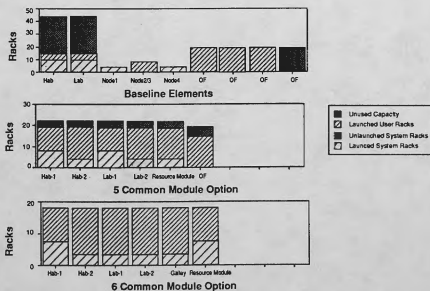 Racks
50
40
30
20
10
0
Hab
Lab
Node1
Node2/3
Node4
OF
OF
OF
OF
Baseline Elements
Racks
30
20
10
0
Hab-1
Hab-2
Lab-1
Lab-2
Resource Module
OF
5 Common Module Option
Unused Capacity
Launched User Racks
Unlaunched System Racks
Racks
20
10
0
Hab-1
Hab-2
Lab-1
Lab-2
Galley
Resource Module
6 Common Module Option